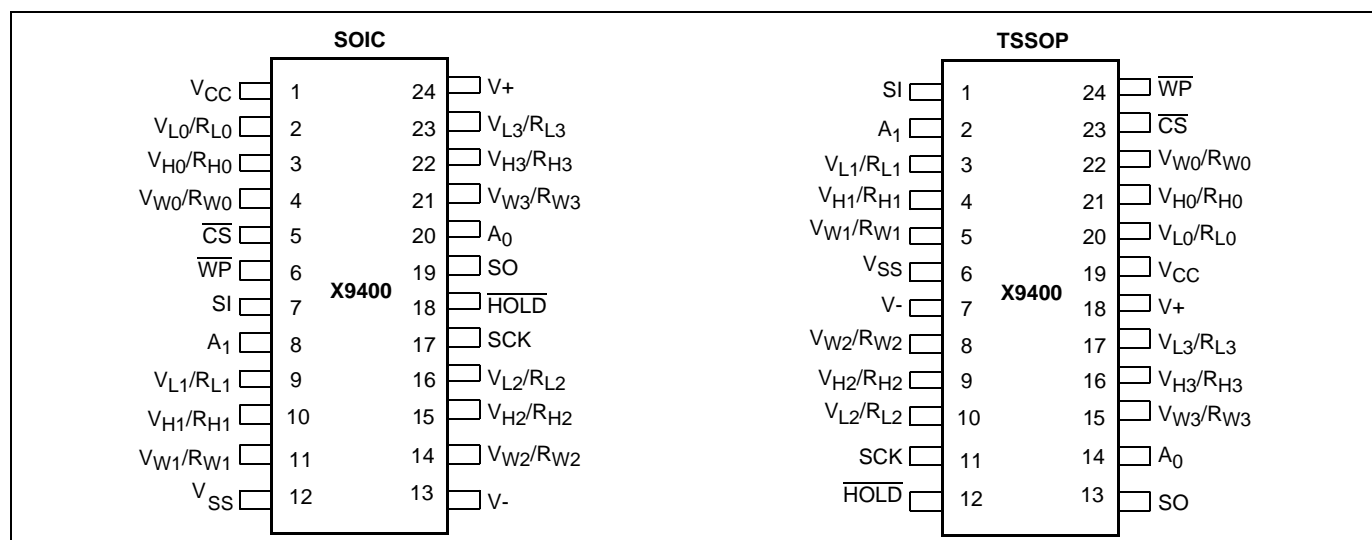 SOIC
V_CC 1 24 V+
V_L0/R_L0 2 23 V_L3/R_L3
V_H0/R_H0 3 22 V_H3/R_H3
V_W0/R_W0 4 21 V_W3/R_W3
C̅S̅ 5 20 A_0
W̅P̅ 6 19 SO
X9400
SI 7 18 H̅O̅L̅D̅
A_1 8 17 SCK
V_L1/R_L1 9 16 V_L2/R_L2
V_H1/R_H1 10 15 V_H2/R_H2
V_W1/R_W1 11 14 V_W2/R_W2
V_SS 12 13 V-
TSSOP
SI 1 24 W̅P̅
A_1 2 23 C̅S̅
V_L1/R_L1 3 22 V_W0/R_W0
V_H1/R_H1 4 21 V_H0/R_H0
V_W1/R_W1 5 20 V_L0/R_L0
V_SS 6 19 V_CC
X9400
V- 7 18 V+
V_W2/R_W2 8 17 V_L3/R_L3
V_H2/R_H2 9 16 V_H3/R_H3
V_L2/R_L2 10 15 V_W3/R_W3
SCK 11 14 A_0
H̅O̅L̅D̅ 12 13 SO